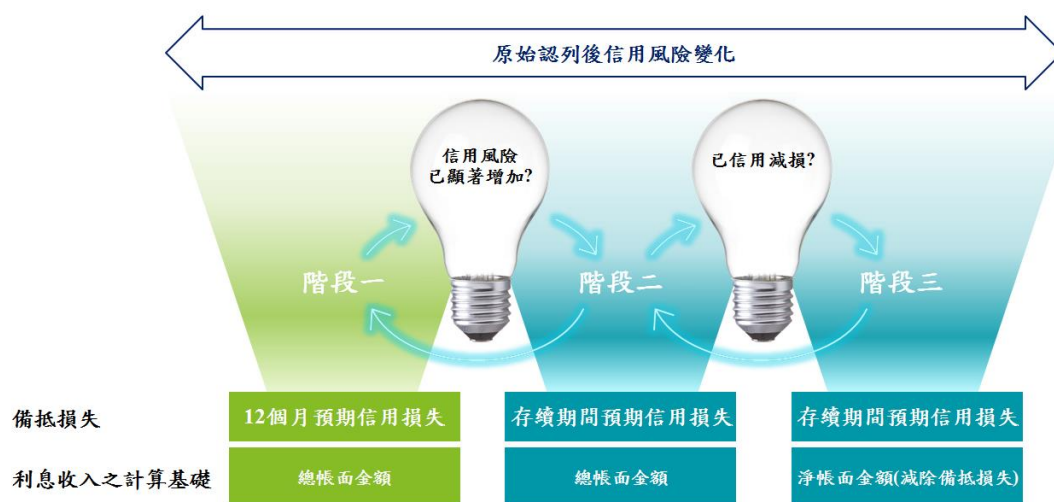 原始認列後信用風險變化
信用風險
已顯著增加?
已信用減損?
階段一
階段二
階段三
備抵損失
12個月預期信用損失
存續期間預期信用損失
存續期間預期信用損失
利息收入之計算基礎
總帳面金額
總帳面金額
淨帳面金額(減除備抵損失)